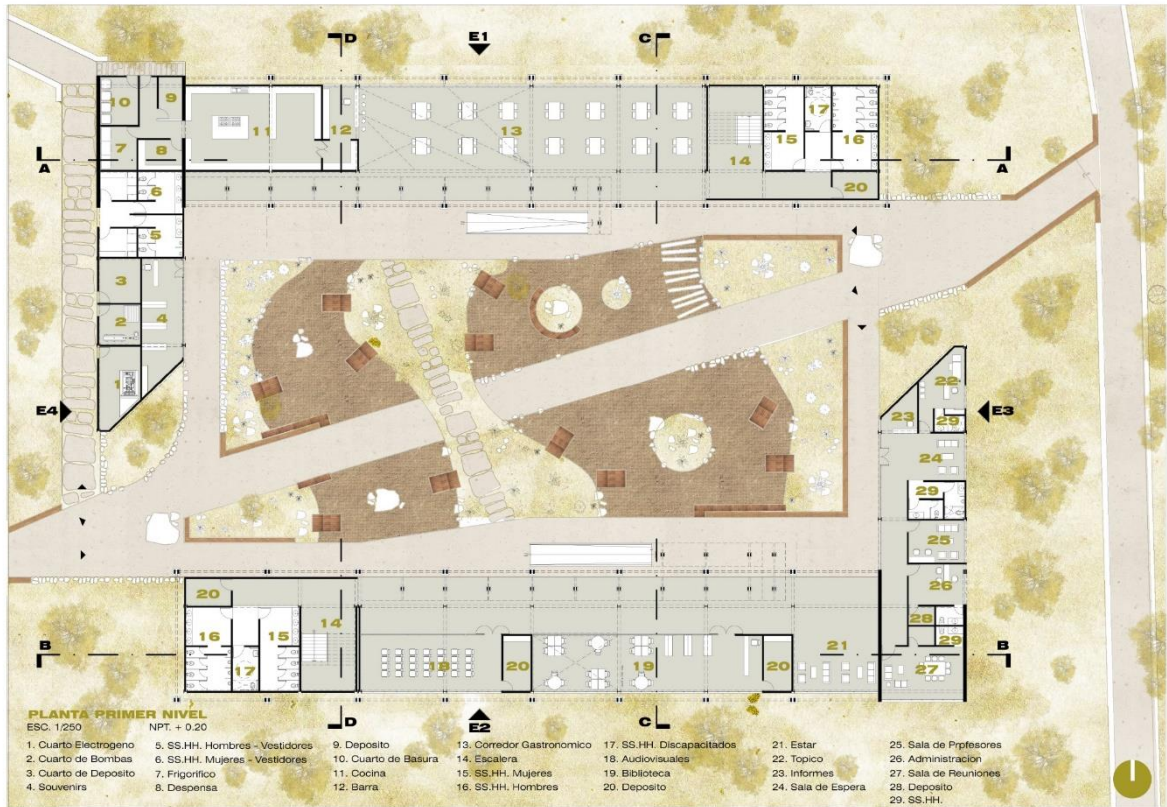 D
E1
C
10
9
11
12
13
17
15
16
14
7
8
A
A
6
20
5
3
2
4
1
E4
22
E3
23
29
24
29
25
26
20
14
16
15
28
29
B
17
18
20
19
20
21
27
B
D
E2
C
PLANTA PRIMER NIVEL
ESC. 1/250 NPT. + 0.20
1. Cuarto Electrogeno
2. Cuarto de Bombas
3. Cuarto de Deposito
4. Souvenirs
5. SS.HH. Hombres - Vestidores
6. SS.HH. Mujeres - Vestidores
7. Frigorifico
8. Despensa
9. Deposito
10. Cuarto de Basura
11. Cocina
12. Barra
13. Corredor Gastronomico
14. Escalera
15. SS.HH. Mujeres
16. SS.HH. Hombres
17. SS.HH. Discapacitados
18. Audiovisuales
19. Biblioteca
20. Deposito
21. Estar
22. Topico
23. Informes
24. Sala de Espera
25. Sala de Prpfesores
26. Administracion
27. Sala de Reuniones
28. Deposito
29. SS.HH.